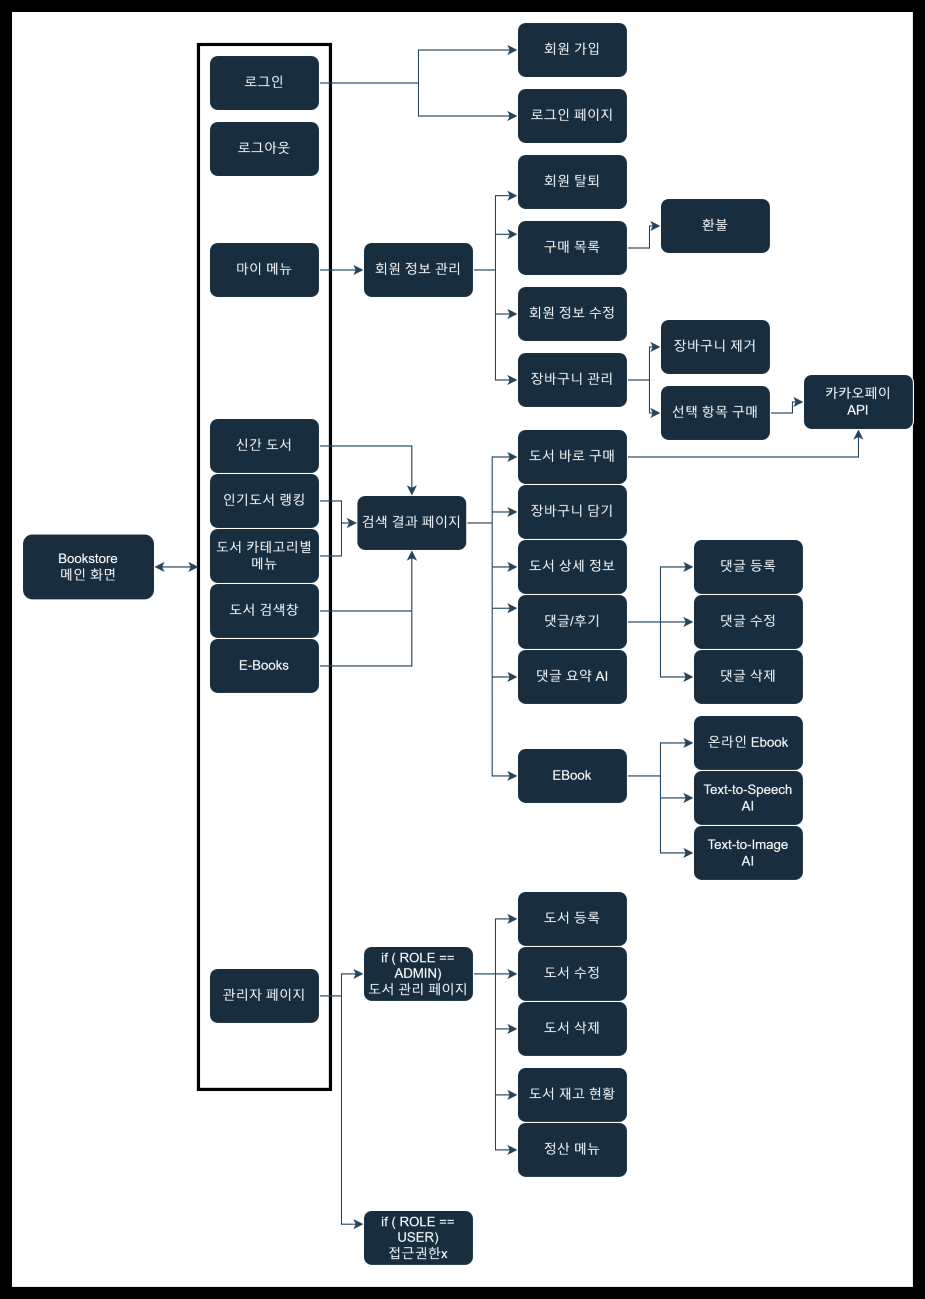 Bookstore
메인 화면
로그인
로그아웃
마이 메뉴
신간 도서
인기도서 랭킹
도서 카테고리별
메뉴
도서 검색창
E-Books
관리자 페이지
회원 정보 관리
검색 결과 페이지
if ( ROLE ==
ADMIN)
도서 관리 페이지
if ( ROLE ==
USER)
접근권한x
회원 가입
로그인 페이지
회원 탈퇴
구매 목록
회원 정보 수정
장바구니 관리
도서 바로 구매
장바구니 담기
도서 상세 정보
댓글/후기
댓글 요약 AI
EBook
도서 등록
도서 수정
도서 삭제
도서 재고 현황
정산 메뉴
환불
장바구니 제거
선택 항목 구매
카카오페이
API
댓글 등록
댓글 수정
댓글 삭제
온라인 Ebook
Text-to-Speech
AI
Text-to-Image
AI